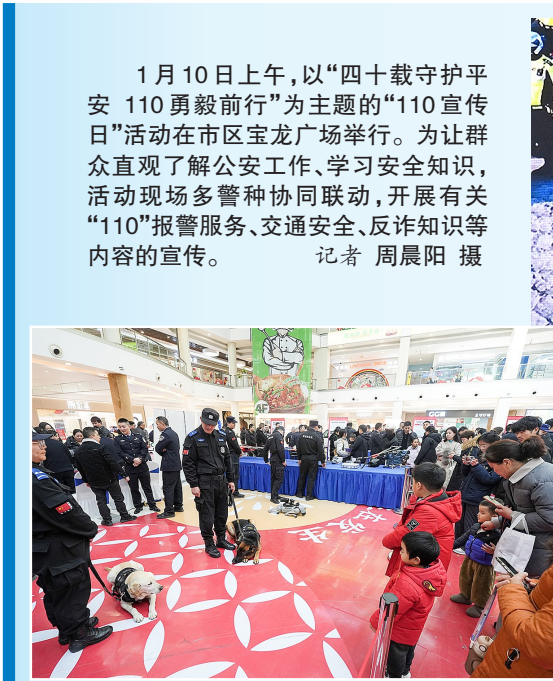 1月10日上午，以“四十载守护平
安 110勇毅前行”为主题的“110宣传
日”活动在市区宝龙广场举行。为让群
众直观了解公安工作、学习安全知识，
活动现场多警种协同联动，开展有关
“110”报警服务、交通安全、反诈知识等
内容的宣传。 记者 周晨阳 摄
4F